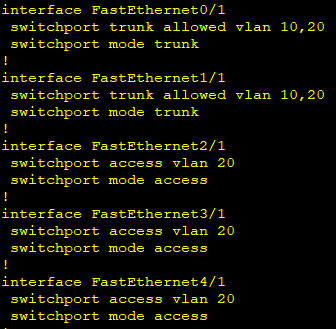 interface FastEthernet0/1
 switchport trunk allowed vlan 10,20
 switchport mode trunk
!
interface FastEthernet1/1
 switchport trunk allowed vlan 10,20
 switchport mode trunk
!
interface FastEthernet2/1
 switchport access vlan 20
 switchport mode access
!
interface FastEthernet3/1
 switchport access vlan 20
 switchport mode access
!
interface FastEthernet4/1
 switchport access vlan 20
 switchport mode access